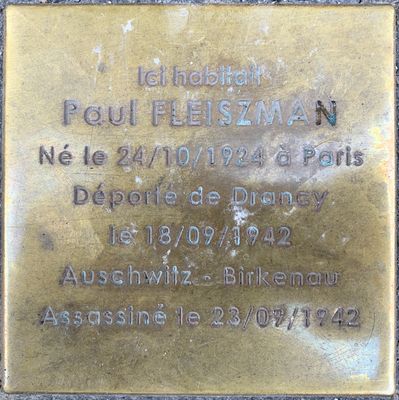 Ici habitait
Paul FLEISZMAN
Né le 24/10/1924 à Paris
Déporté de Drancy
le 18/09/1942
Auschwitz - Birkenau
Assassiné le 23/09/1942